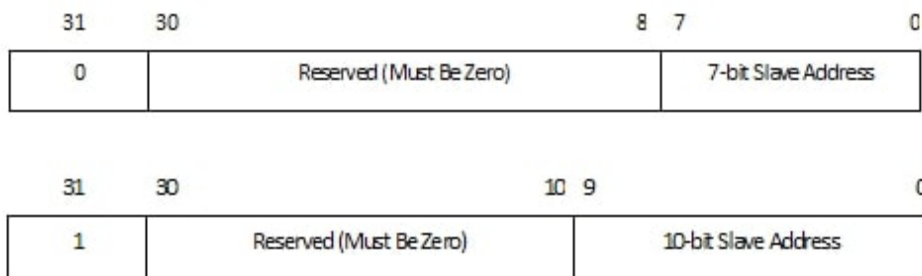 31 30 8 7 0
0 Reserved (Must Be Zero) 7-bit Slave Address
31 30 10 9 0
1 Reserved (Must Be Zero) 10-bit Slave Address